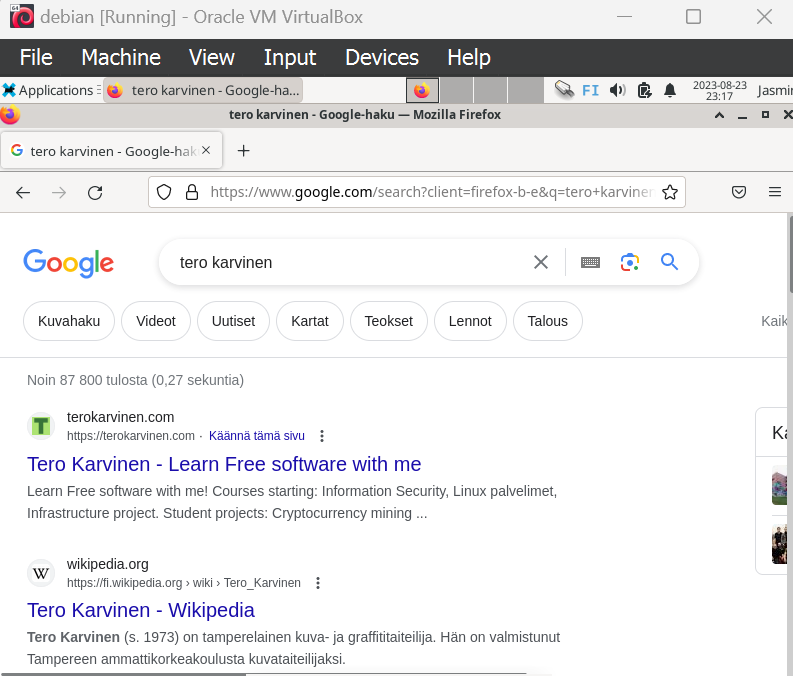 debian [Running] - Oracle VM VirtualBox
File Machine View Input Devices Help
Applications tero karvinen - Google-ha... FI 2023-08-23 23:17 Jasmin
tero karvinen - Google-haku — Mozilla Firefox
tero karvinen - Google-hak
https://www.google.com/search?client=firefox-b-e&q=tero+karvinen
Google tero karvinen
Kuvahaku Videot Uutiset Kartat Teokset Lennot Talous Kaik
Noin 87 800 tulosta (0,27 sekuntia)
T terokarvinen.com
https://terokarvinen.com · Käännä tämä sivu
Tero Karvinen - Learn Free software with me
Learn Free software with me! Courses starting: Information Security, Linux palvelimet,
Infrastructure project. Student projects: Cryptocurrency mining ...
Ka
W wikipedia.org
https://fi.wikipedia.org › wiki › Tero_Karvinen
Tero Karvinen - Wikipedia
Tero Karvinen (s. 1973) on tamperelainen kuva- ja graffititaiteilija. Hän on valmistunut
Tampereen ammattikorkeakoulusta kuvataiteilijaksi.